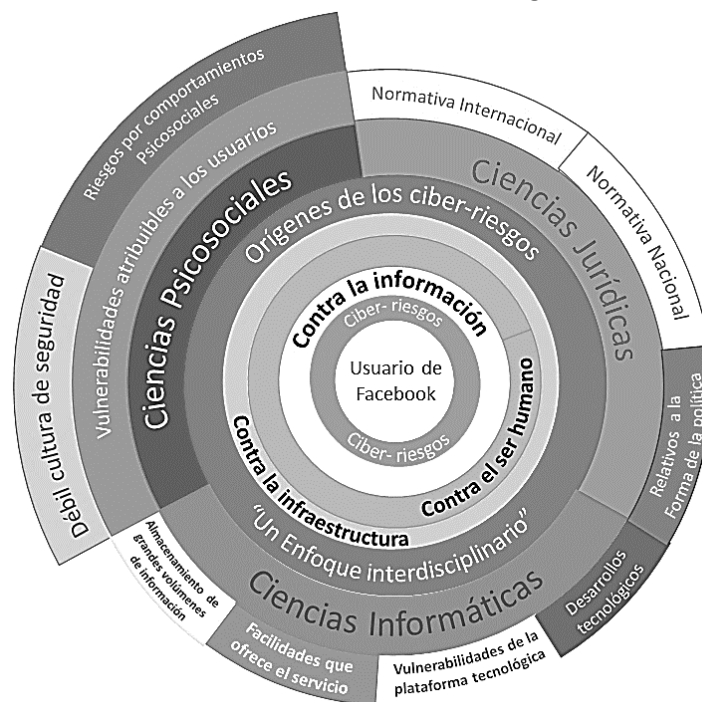 Riesgos por comportamientos
Psicosociales
Vulnerabilidades atribuibles a los usuarios
Débil cultura de seguridad
Ciencias Psicosociales
Normativa Internacional
Normativa Nacional
Ciencias Jurídicas
Relativos a la
Forma de la política
Orígenes de los ciber-riesgos
Contra la información
Ciber- riesgos
Usuario de
Facebook
Ciber- riesgos
Contra el ser humano
Contra la infraestructura
“Un Enfoque interdisciplinario”
Ciencias Informáticas
Almacenamiento de
grandes volúmenes
de información
Facilidades que
ofrece el servicio
Vulnerabilidades de la
plataforma tecnológica
Desarrollos
tecnológicos